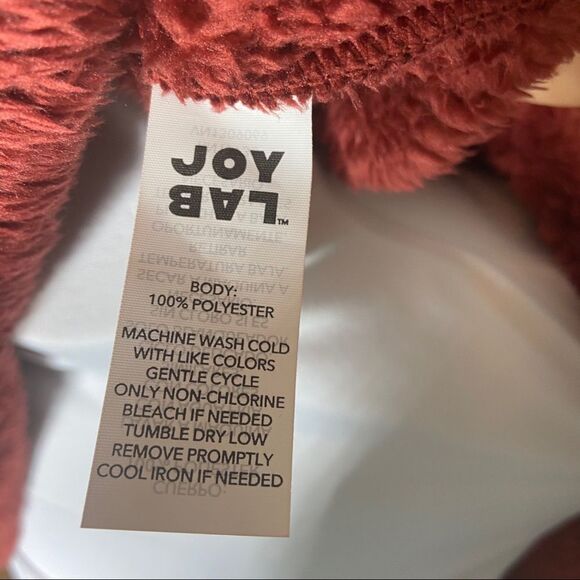 JOY
LAB™
BODY:
100% POLYESTER
MACHINE WASH COLD
WITH LIKE COLORS
GENTLE CYCLE
ONLY NON-CHLORINE
BLEACH IF NEEDED
TUMBLE DRY LOW
REMOVE PROMPTLY
COOL IRON IF NEEDED